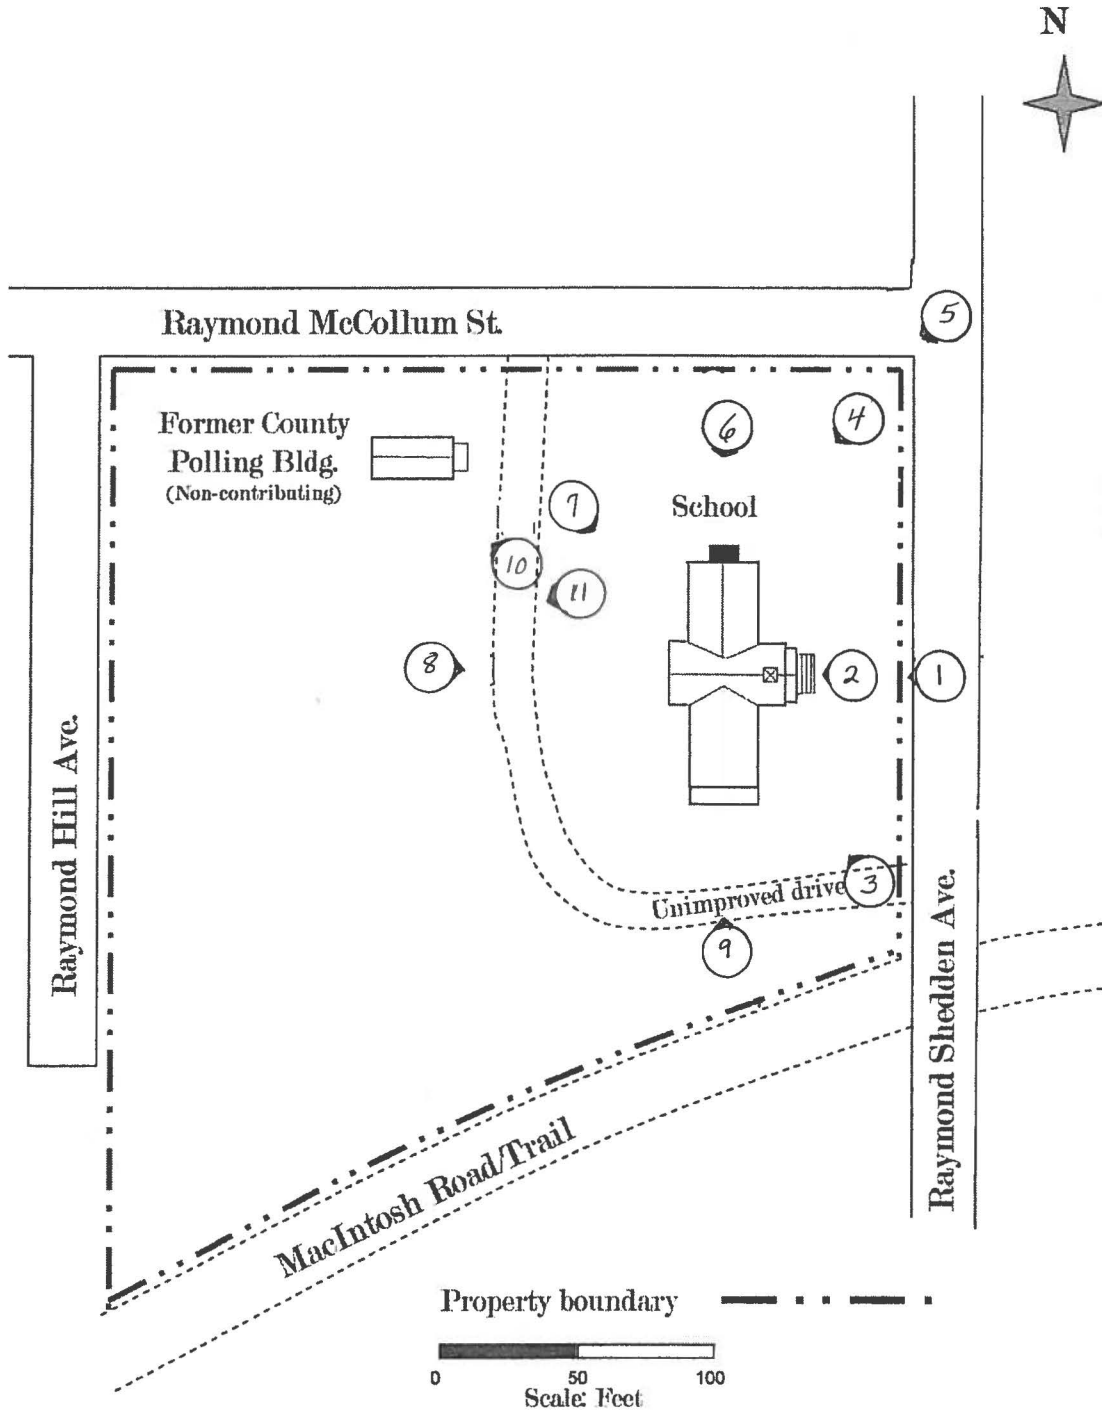 N
Raymond McCollum St.
5
Former County
Polling Bldg.
(Non-contributing)
6
4
7
School
10
11
8
2
1
Raymond Hill Ave.
Unimproved drive
3
9
Raymond Shedden Ave.
MacIntosh Road/Trail
Property boundary
0 50 100
Scale: Feet